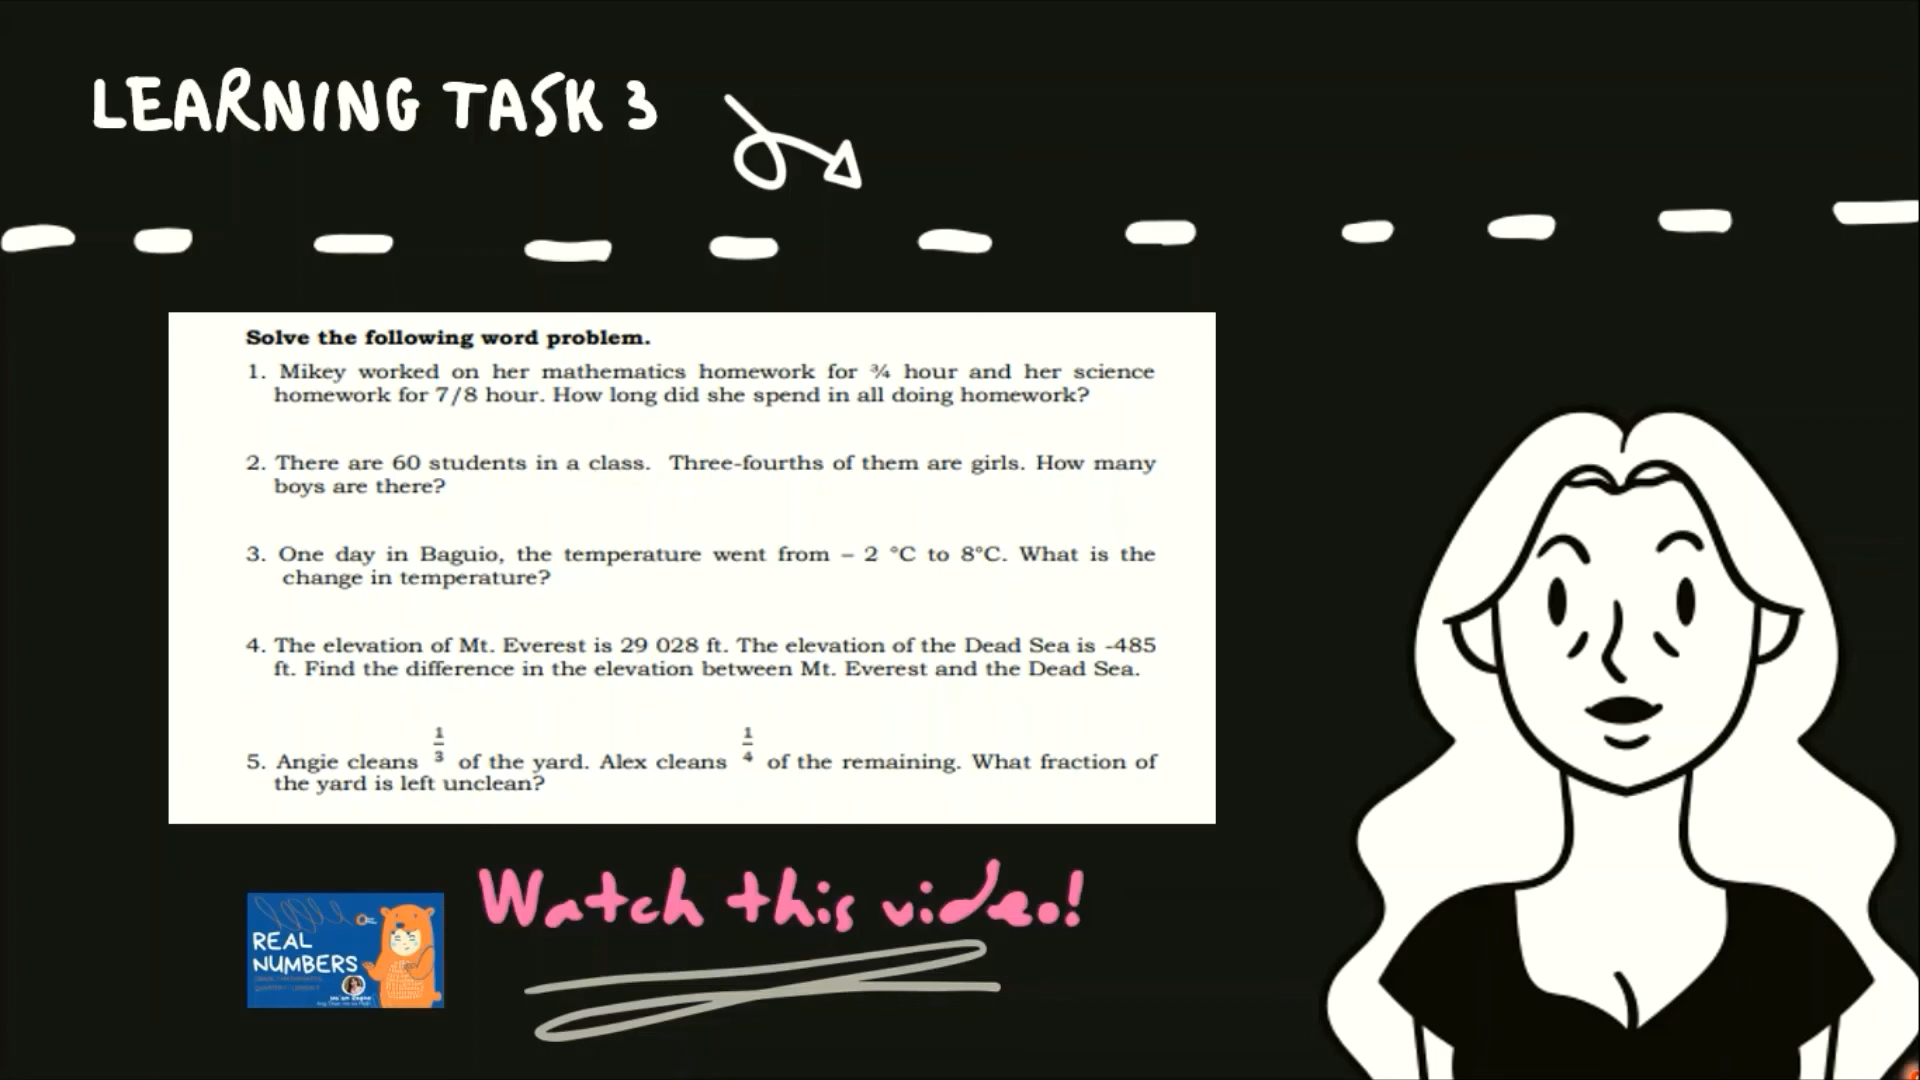 LEARNING TASK 3
Solve the following word problem.
1. Mikey worked on her mathematics homework for ¾ hour and her science
homework for 7/8 hour. How long did she spend in all doing homework?
2. There are 60 students in a class. Three-fourths of them are girls. How many
boys are there?
3. One day in Baguio, the temperature went from – 2 °C to 8°C. What is the
change in temperature?
4. The elevation of Mt. Everest is 29 028 ft. The elevation of the Dead Sea is -485
ft. Find the difference in the elevation between Mt. Everest and the Dead Sea.
5. Angie cleans 1/3 of the yard. Alex cleans 1/4 of the remaining. What fraction of
the yard is left unclean?
Watch this video!
REAL
NUMBERS